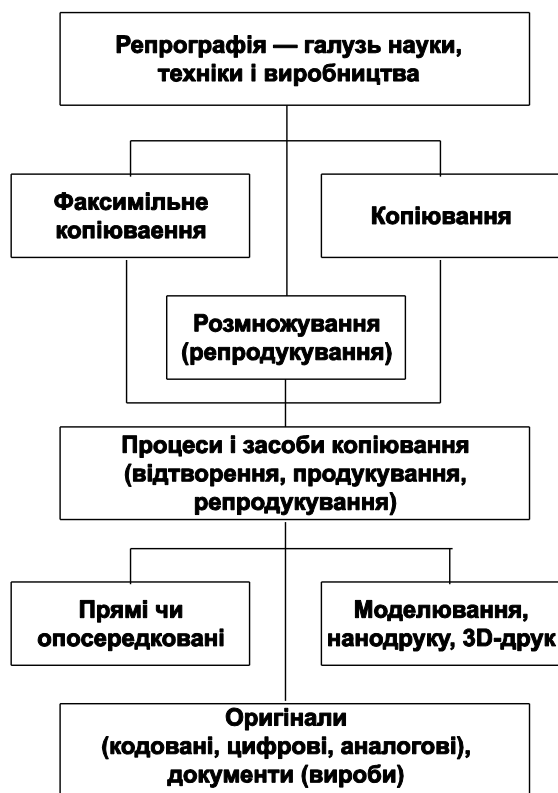 Репрографія — галузь науки,
техніки і виробництва
Факсимільне
копіюваення
Копіювання
Розмножування
(репродукування)
Процеси і засоби копіювання
(відтворення, продукування,
репродукування)
Прямі чи
опосередковані
Моделювання,
нанодруку, 3D-друк
Оригінали
(кодовані, цифрові, аналогові),
документи (вироби)